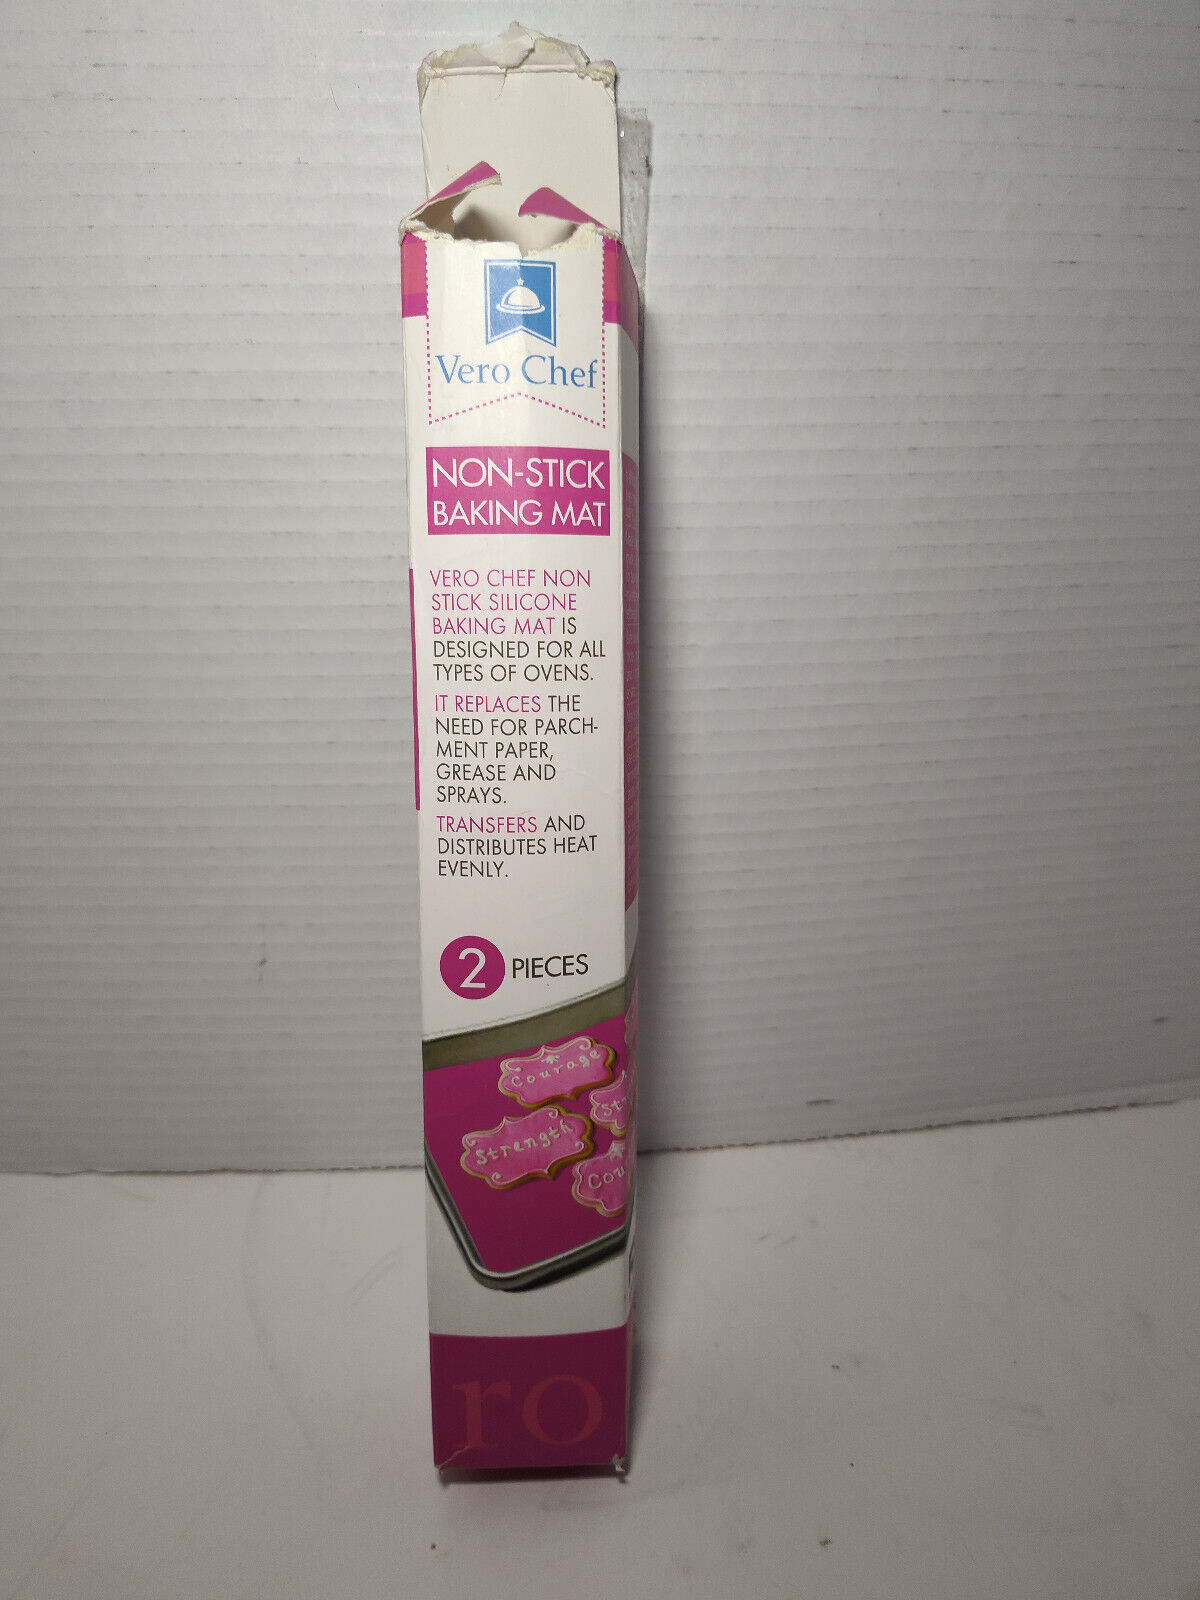 Vero Chef
NON-STICK
BAKING MAT
VERO CHEF NON
STICK SILICONE
BAKING MAT IS
DESIGNED FOR ALL
TYPES OF OVENS.
IT REPLACES THE
NEED FOR PARCH-
MENT PAPER,
GREASE AND
SPRAYS.
TRANSFERS AND
DISTRIBUTES HEAT
EVENLY.
2 PIECES
Courage
Strength
ro